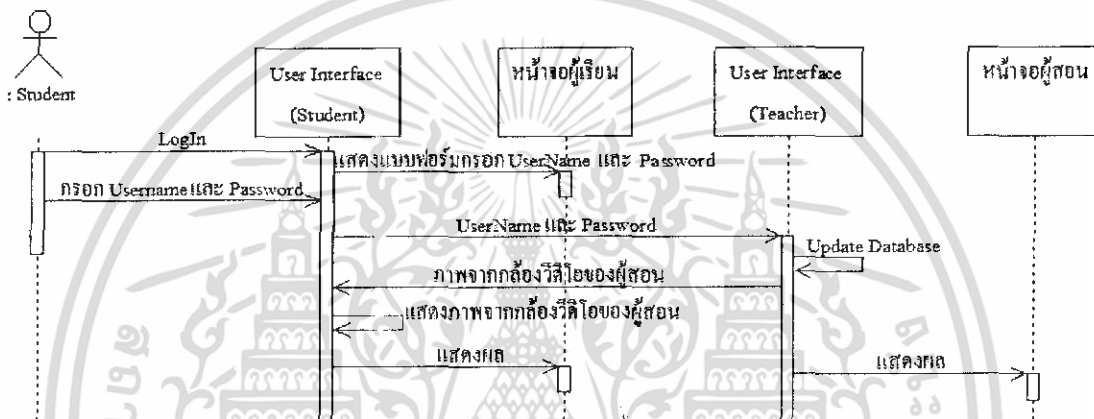 : Student
User Interface
(Student)
หน้าจอผู้เรียน
User Interface
(Teacher)
หน้าจอผู้สอน
LogIn
แสดงแบบฟอร์มกรอก UserName และ Password
กรอก Username และ Password
UserName และ Password
Update Database
ภาพจากกล้องวีดีโอของผู้สอน
แสดงภาพจากกล้องวีดีโอของผู้สอน
แสดงผล
แสดงผล